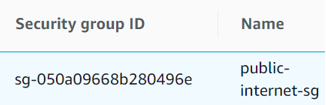 Security group ID Name
sg-050a09668b280496e public-
internet-sg